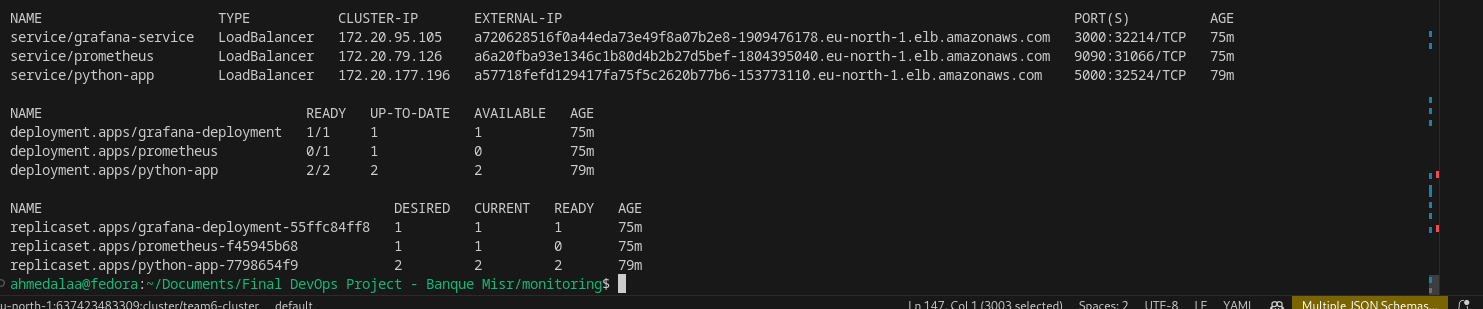 NAME TYPE CLUSTER-IP EXTERNAL-IP PORT(S) AGE
service/grafana-service LoadBalancer 172.20.95.105 a720628516f0a44eda73e49f8a07b2e8-1909476178.eu-north-1.elb.amazonaws.com 3000:32214/TCP 75m
service/prometheus LoadBalancer 172.20.79.126 a6a20fba93e1346c1b80d4b2b27d5bef-1804395040.eu-north-1.elb.amazonaws.com 9090:31066/TCP 75m
service/python-app LoadBalancer 172.20.177.196 a57718fefd129417fa75f5c2620b77b6-153773110.eu-north-1.elb.amazonaws.com 5000:32524/TCP 79m
NAME READY UP-TO-DATE AVAILABLE AGE
deployment.apps/grafana-deployment 1/1 1 1 75m
deployment.apps/prometheus 0/1 1 0 75m
deployment.apps/python-app 2/2 2 2 79m
NAME DESIRED CURRENT READY AGE
replicaset.apps/grafana-deployment-55ffc84ff8 1 1 1 75m
replicaset.apps/prometheus-f45945b68 1 1 0 75m
replicaset.apps/python-app-7798654f9 2 2 2 79m
ahmedalaa@fedora:~/Documents/Final DevOps Project - Banque Misr/monitoring$
u-north-1:637423483309:cluster/team6-cluster default Ln 147, Col 1 (3003 selected) Spaces: 2 UTF-8 LF YAML Multiple JSON Schemas...